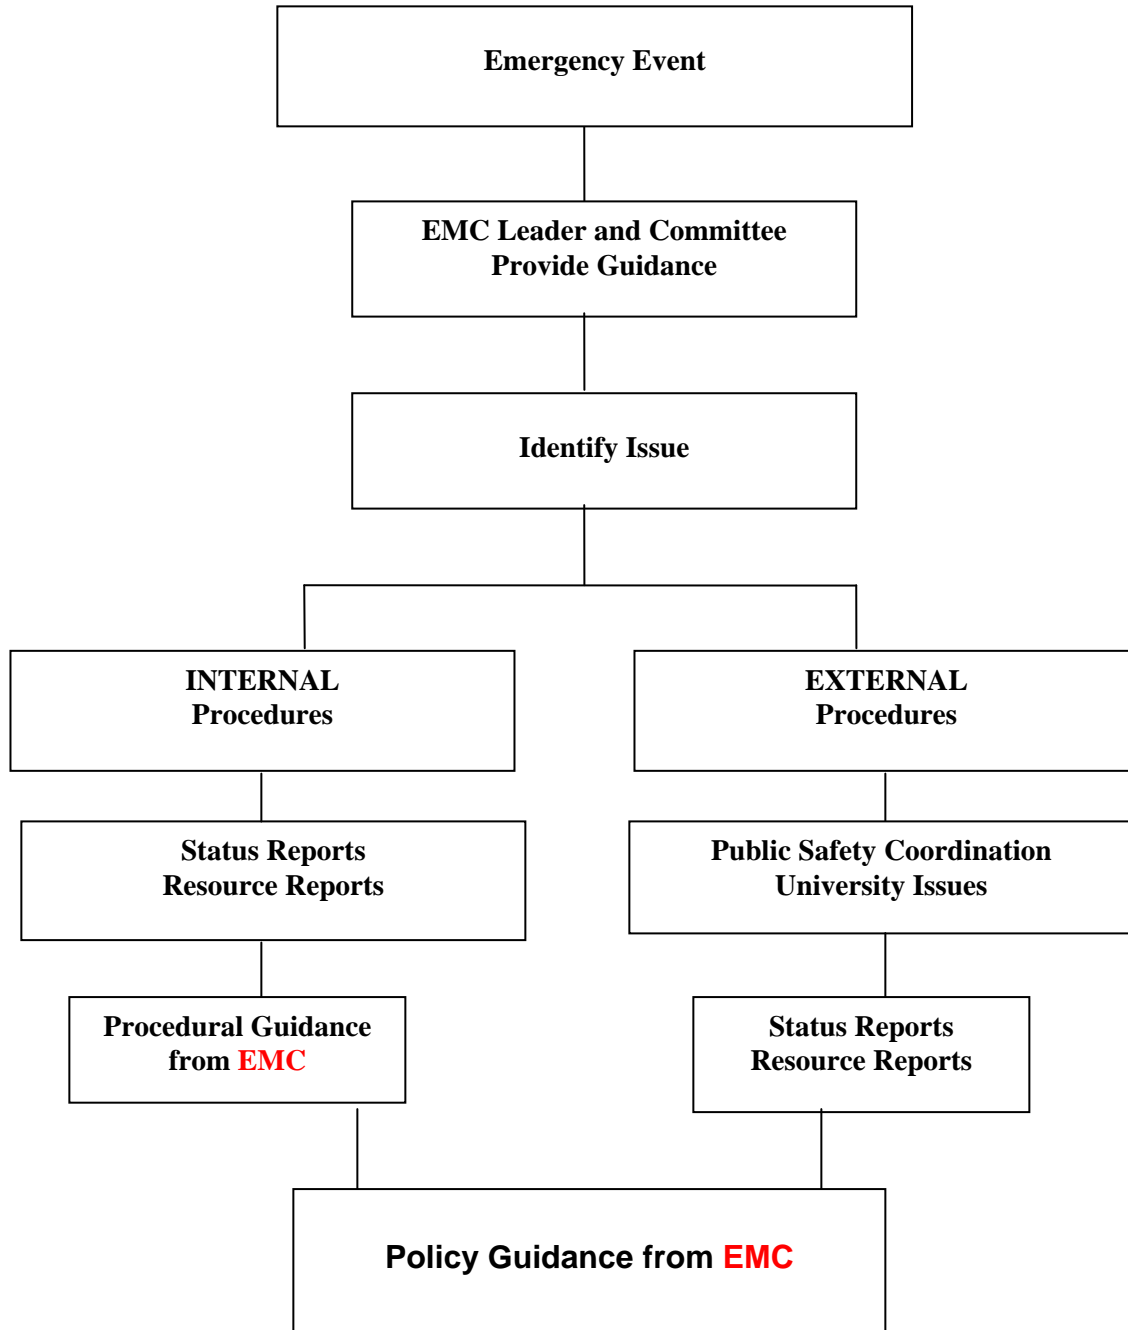 Emergency Event
EMC Leader and Committee
Provide Guidance
Identify Issue
INTERNAL
Procedures
EXTERNAL
Procedures
Status Reports
Resource Reports
Public Safety Coordination
University Issues
Procedural Guidance
from EMC
Status Reports
Resource Reports
Policy Guidance from EMC